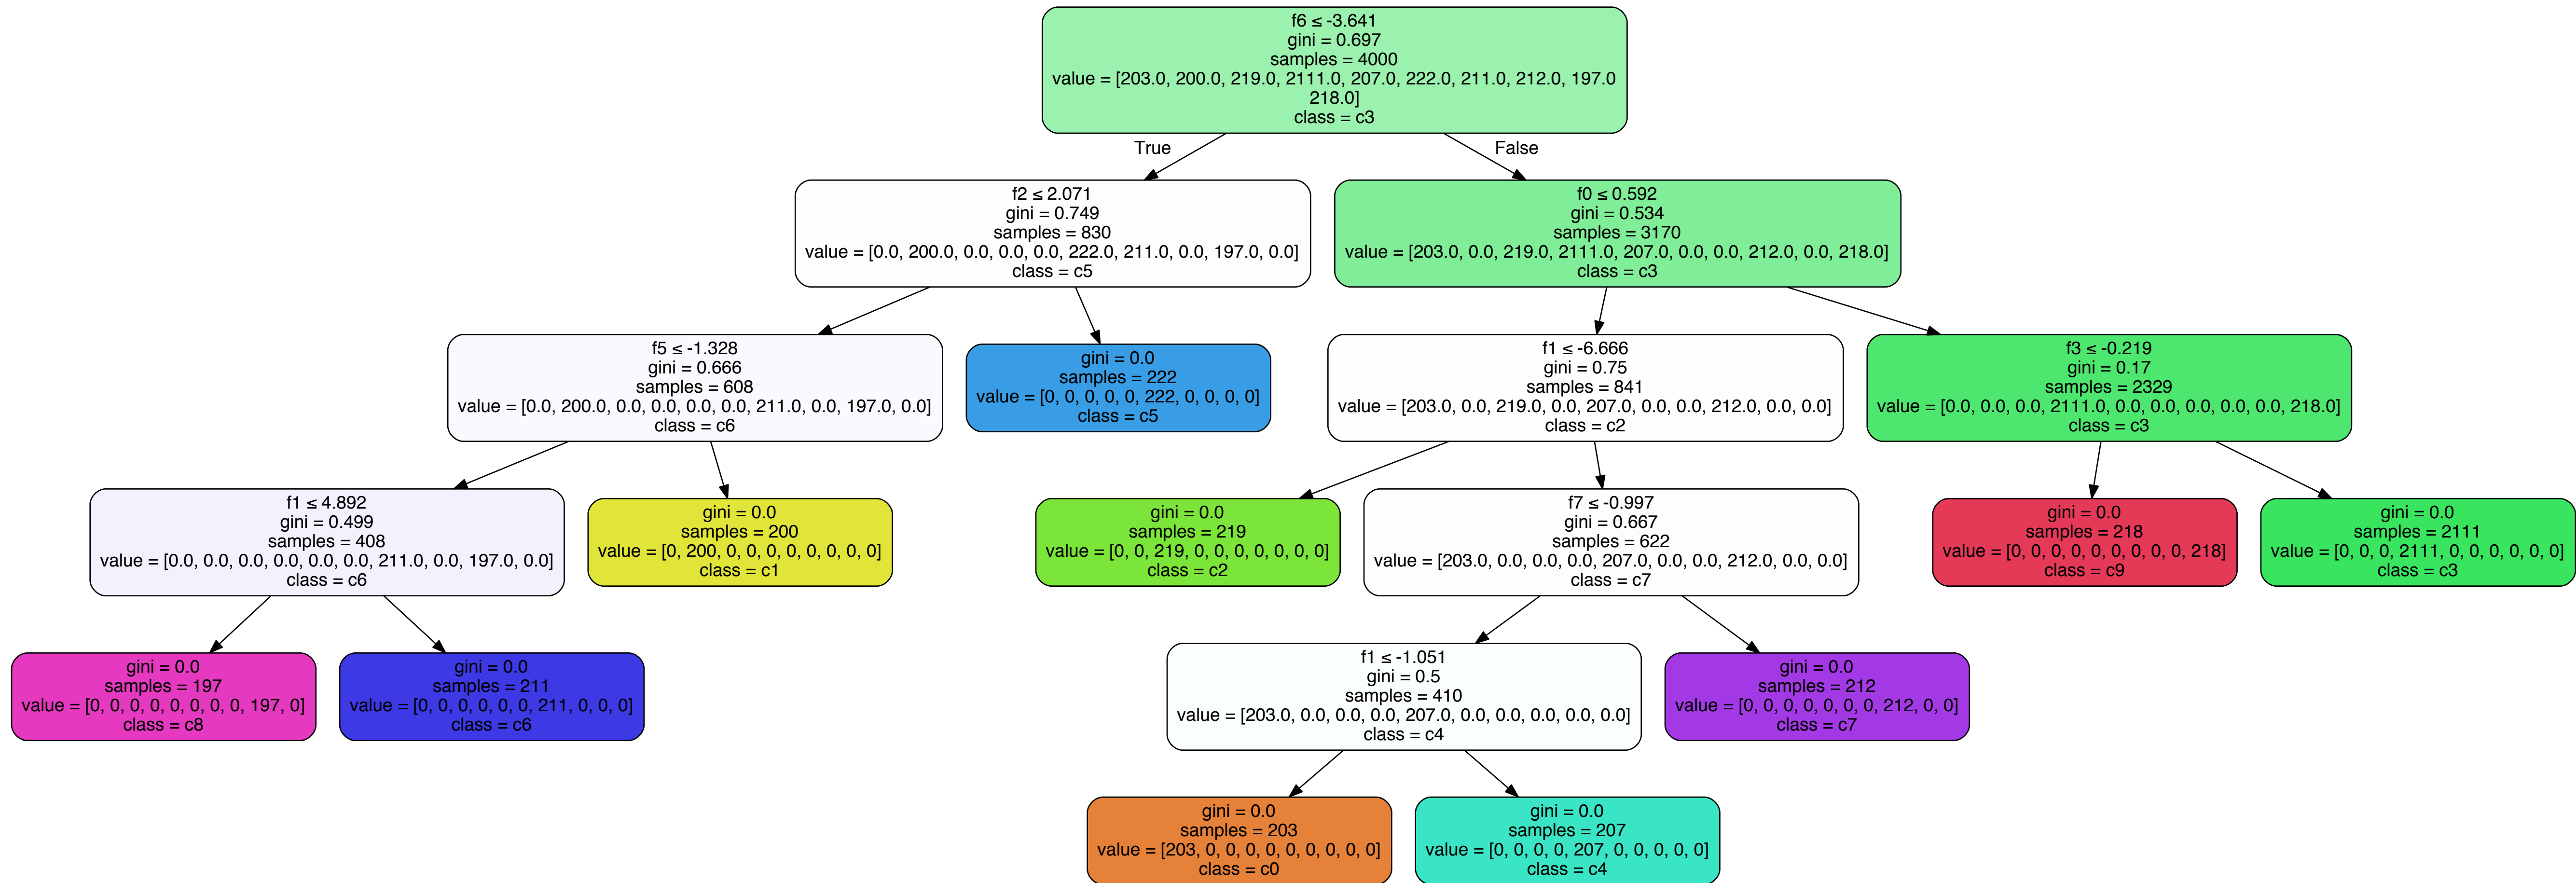 f6 ≤ -3.641
gini = 0.697
samples = 4000
value = [203.0, 200.0, 219.0, 2111.0, 207.0, 222.0, 211.0, 212.0, 197.0
218.0]
class = c3
True
False
f2 ≤ 2.071
gini = 0.749
samples = 830
value = [0.0, 200.0, 0.0, 0.0, 0.0, 222.0, 211.0, 0.0, 197.0, 0.0]
class = c5
f0 ≤ 0.592
gini = 0.534
samples = 3170
value = [203.0, 0.0, 219.0, 2111.0, 207.0, 0.0, 0.0, 212.0, 0.0, 218.0]
class = c3
f5 ≤ -1.328
gini = 0.666
samples = 608
value = [0.0, 200.0, 0.0, 0.0, 0.0, 0.0, 211.0, 0.0, 197.0, 0.0]
class = c6
gini = 0.0
samples = 222
value = [0, 0, 0, 0, 0, 222, 0, 0, 0, 0]
class = c5
f1 ≤ -6.666
gini = 0.75
samples = 841
value = [203.0, 0.0, 219.0, 0.0, 207.0, 0.0, 0.0, 212.0, 0.0, 0.0]
class = c2
f3 ≤ -0.219
gini = 0.17
samples = 2329
value = [0.0, 0.0, 0.0, 2111.0, 0.0, 0.0, 0.0, 0.0, 0.0, 218.0]
class = c3
f1 ≤ 4.892
gini = 0.499
samples = 408
value = [0.0, 0.0, 0.0, 0.0, 0.0, 0.0, 211.0, 0.0, 197.0, 0.0]
class = c6
gini = 0.0
samples = 200
value = [0, 200, 0, 0, 0, 0, 0, 0, 0, 0]
class = c1
gini = 0.0
samples = 219
value = [0, 0, 219, 0, 0, 0, 0, 0, 0, 0]
class = c2
f7 ≤ -0.997
gini = 0.667
samples = 622
value = [203.0, 0.0, 0.0, 0.0, 207.0, 0.0, 0.0, 212.0, 0.0, 0.0]
class = c7
gini = 0.0
samples = 218
value = [0, 0, 0, 0, 0, 0, 0, 0, 0, 218]
class = c9
gini = 0.0
samples = 2111
value = [0, 0, 0, 2111, 0, 0, 0, 0, 0, 0]
class = c3
gini = 0.0
samples = 197
value = [0, 0, 0, 0, 0, 0, 0, 0, 197, 0]
class = c8
gini = 0.0
samples = 211
value = [0, 0, 0, 0, 0, 0, 211, 0, 0, 0]
class = c6
f1 ≤ -1.051
gini = 0.5
samples = 410
value = [203.0, 0.0, 0.0, 0.0, 207.0, 0.0, 0.0, 0.0, 0.0, 0.0]
class = c4
gini = 0.0
samples = 212
value = [0, 0, 0, 0, 0, 0, 0, 212, 0, 0]
class = c7
gini = 0.0
samples = 203
value = [203, 0, 0, 0, 0, 0, 0, 0, 0, 0]
class = c0
gini = 0.0
samples = 207
value = [0, 0, 0, 0, 207, 0, 0, 0, 0, 0]
class = c4